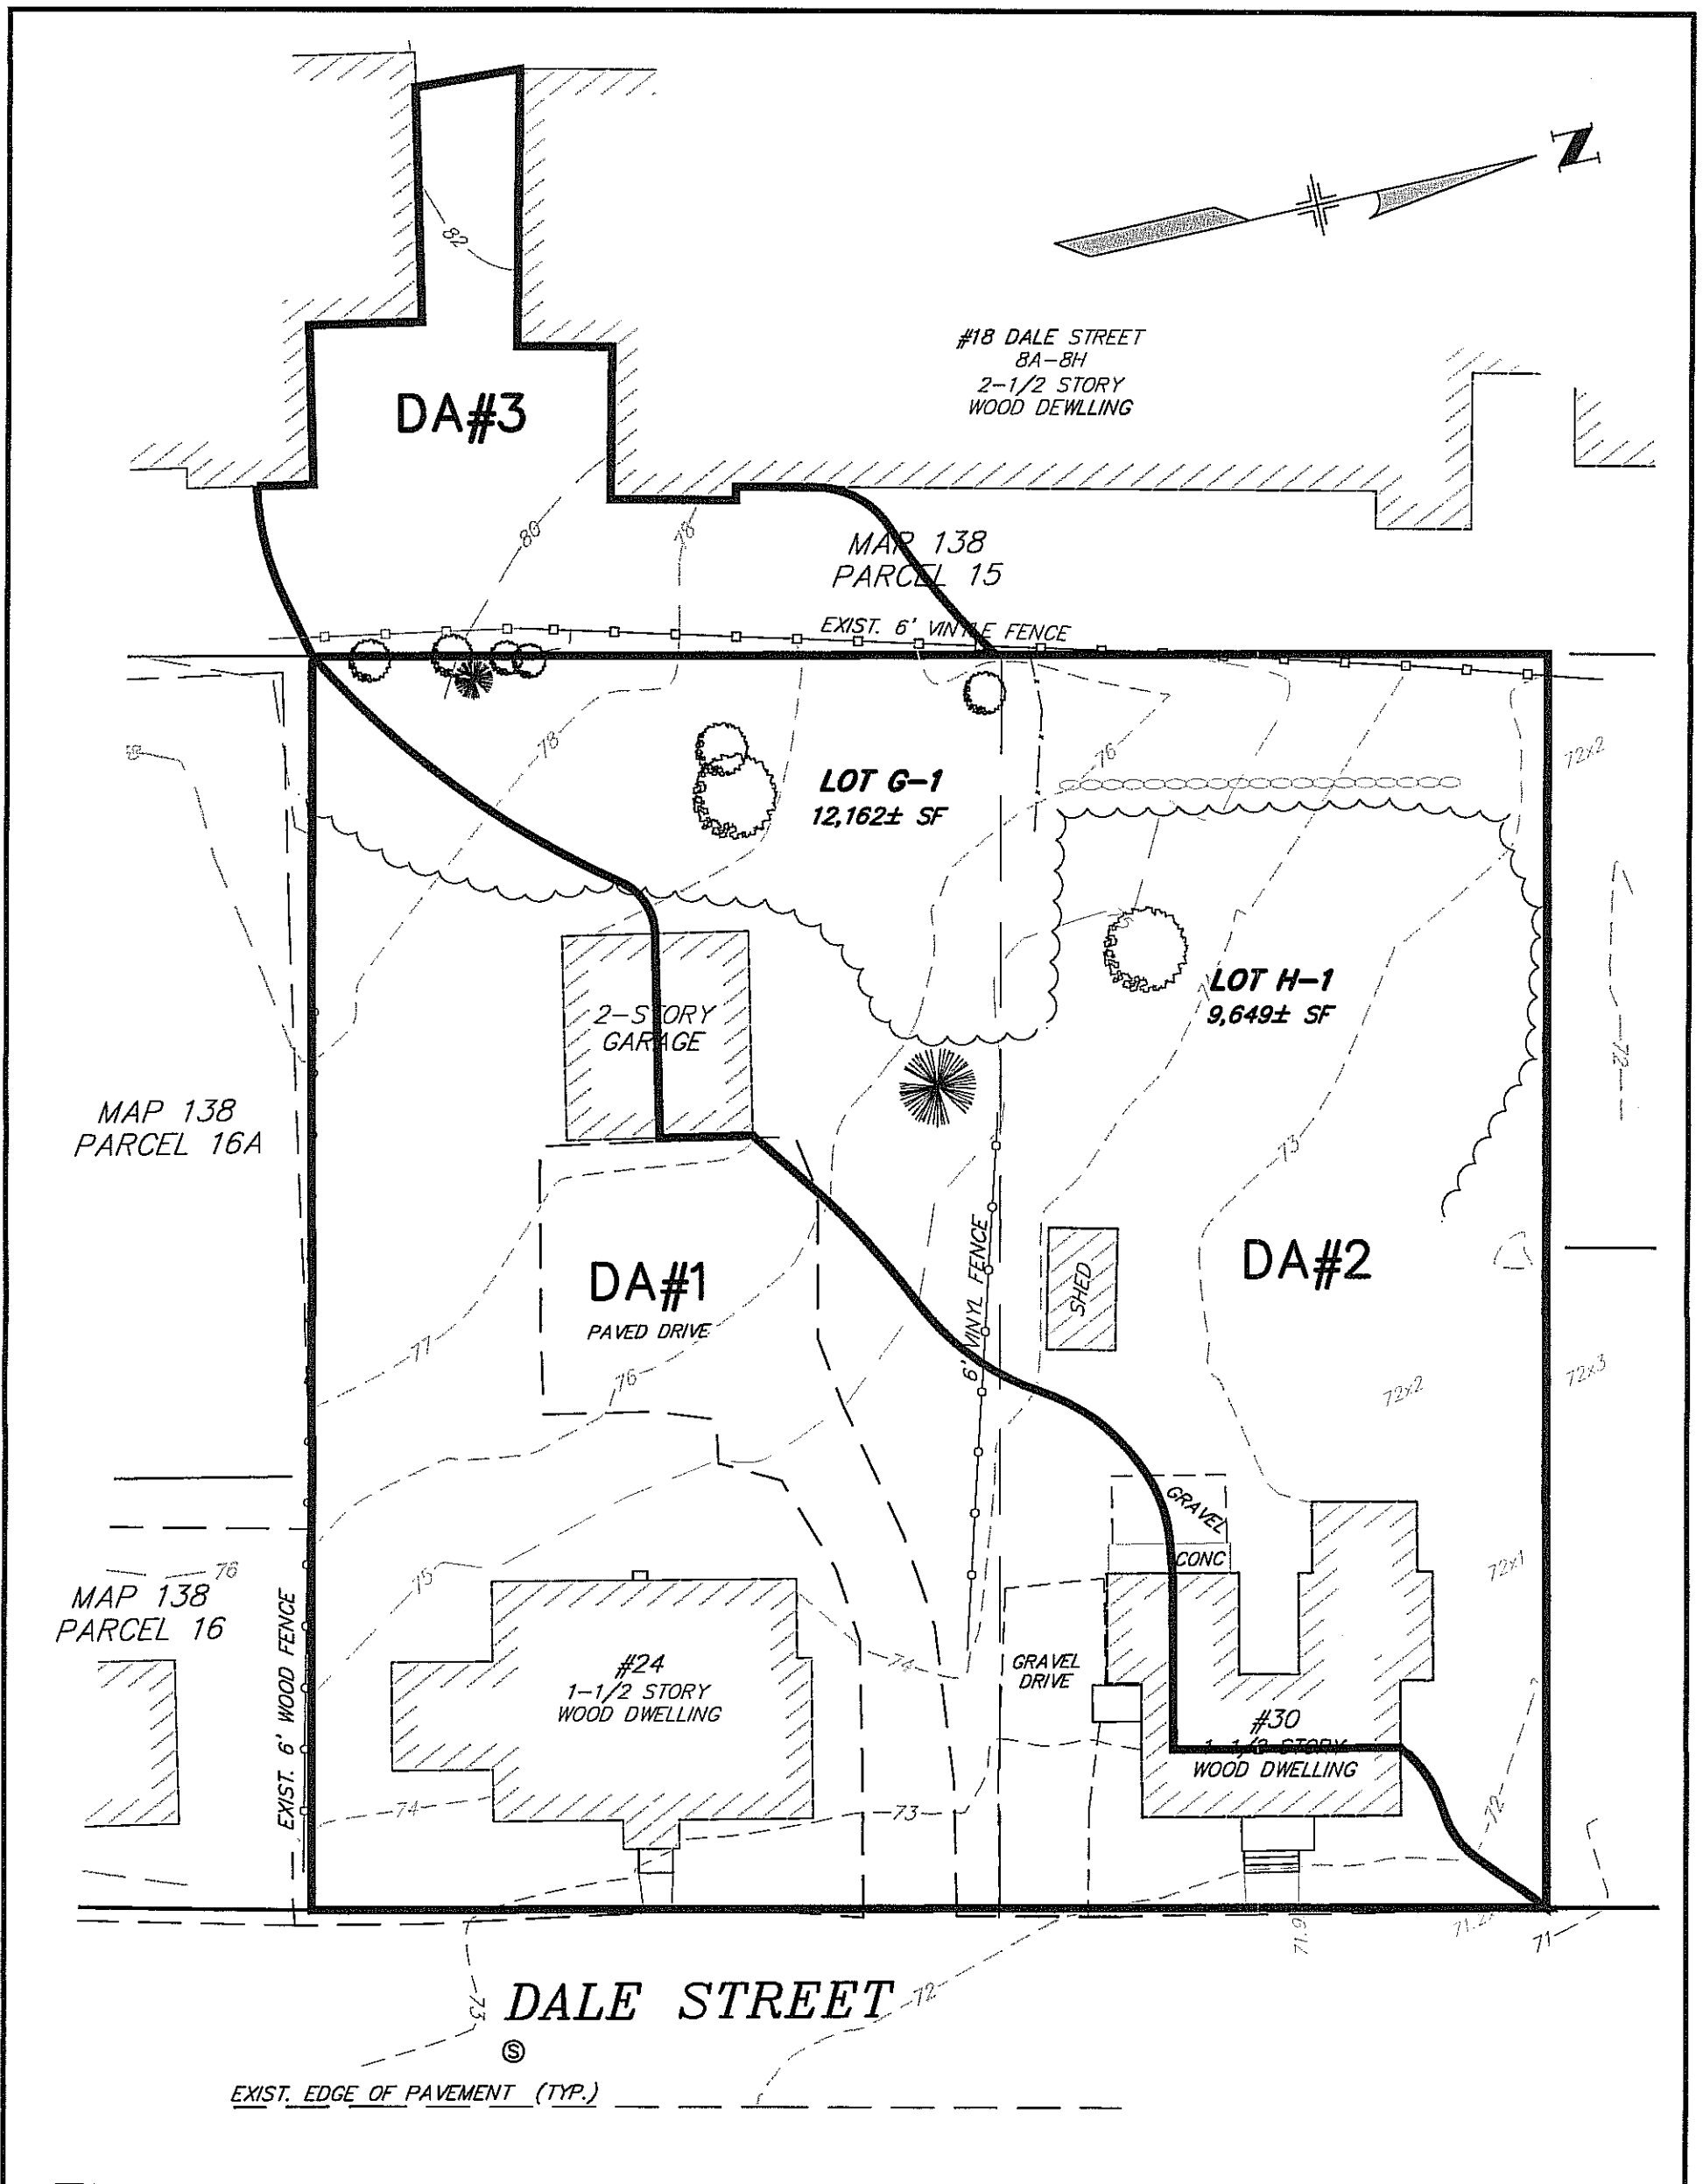 N
82
#18 DALE STREET
8A-8H
2-1/2 STORY
WOOD DEWLLING
DA#3
80
78
MAP 138
PARCEL 15
EXIST. 6' VINYLE FENCE
78
76
72x2
LOT G-1
12,162± SF
LOT H-1
9,649± SF
2-STORY
GARAGE
72
MAP 138
PARCEL 16A
73
DA#1
PAVED DRIVE
6' VINYL FENCE
SHED
DA#2
77
76
72x2
72x3
GRAVEL
CONC
72x1
76
75
MAP 138
PARCEL 16
EXIST. 6' WOOD FENCE
#24
1-1/2 STORY
WOOD DWELLING
74
GRAVEL
DRIVE
#30
1-1/2 STORY
WOOD DWELLING
74
73
72
71.9
71
73
DALE STREET
72
S
EXIST. EDGE OF PAVEMENT (TYP.)